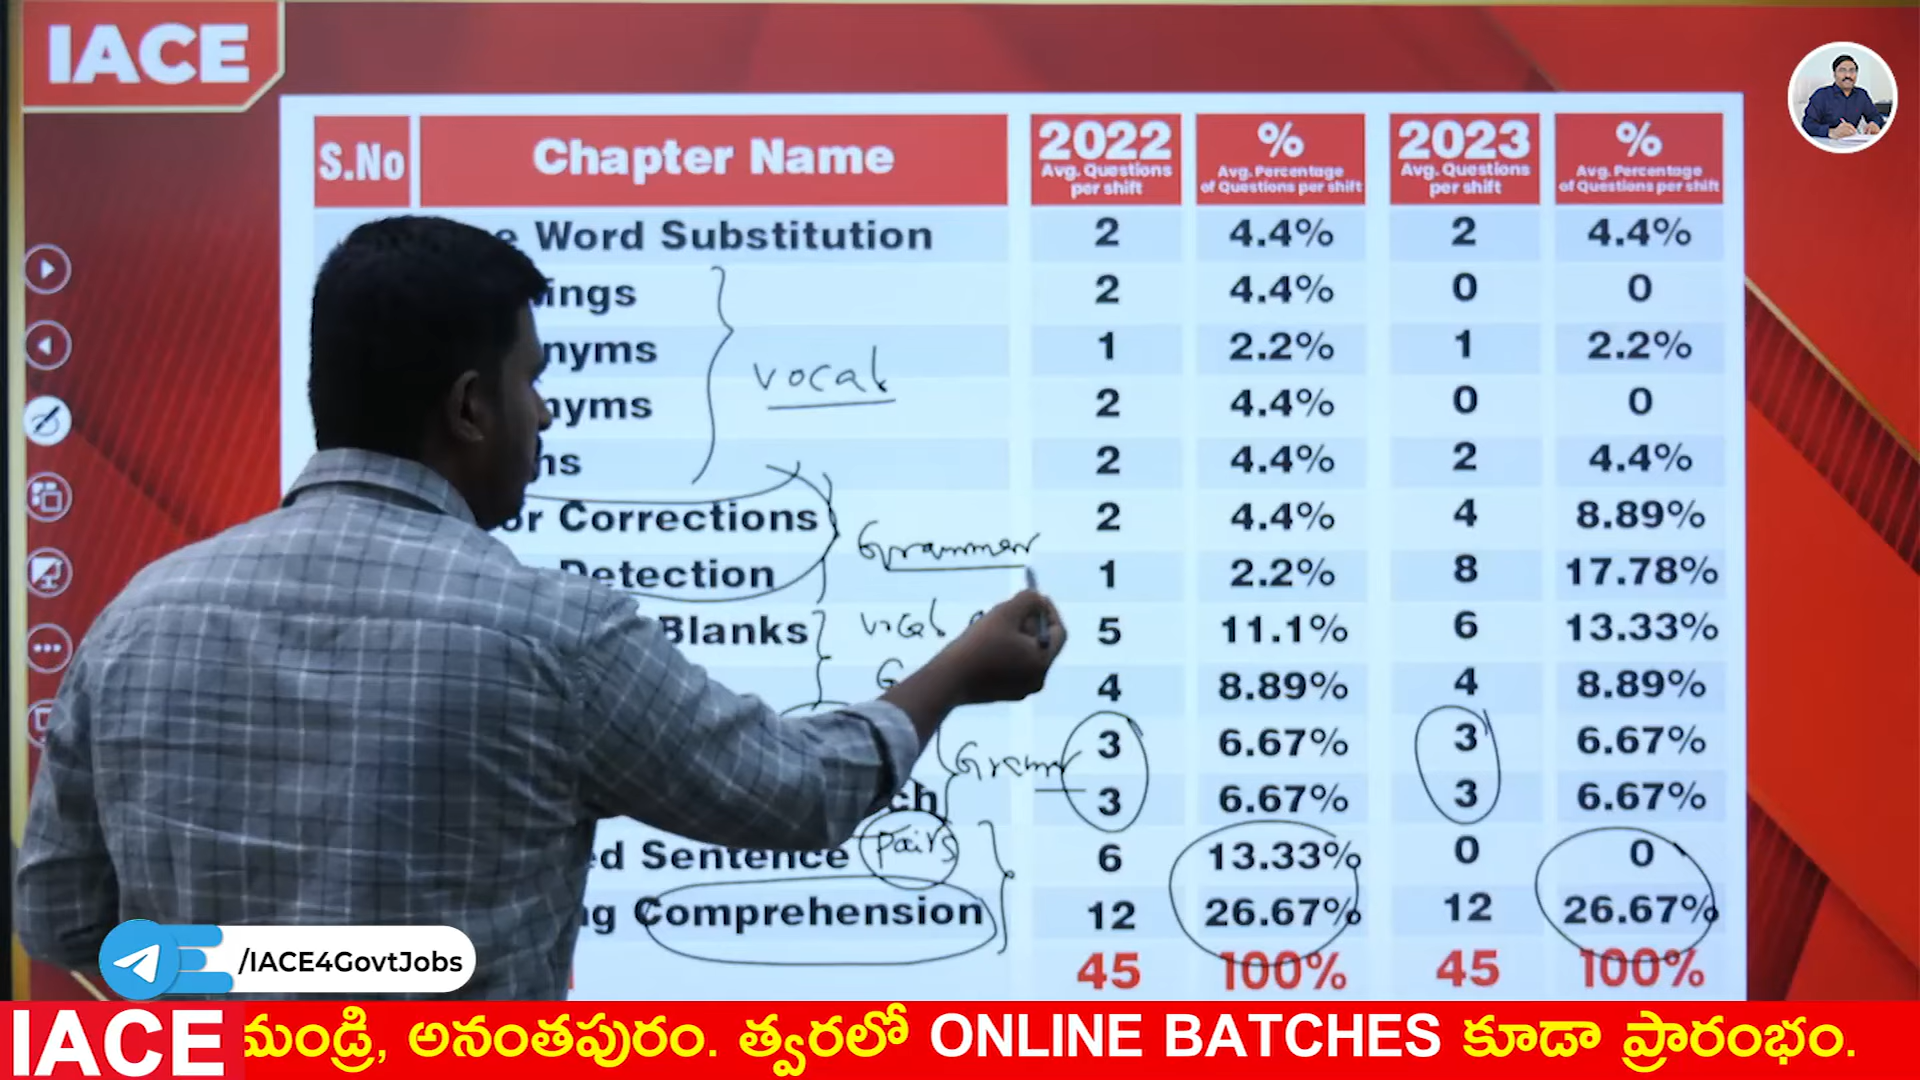 IACE
S.No Chapter Name 2022 Avg. Questions per shift % Avg. Percentage of Questions per shift 2023 Avg. Questions per shift % Avg. Percentage of Questions per shift
Word Substitution 2 4.4% 2 4.4%
2 4.4% 0 0
nyms 1 2.2% 1 2.2%
vocab
nyms 2 4.4% 0 0
2 4.4% 2 4.4%
Corrections 2 4.4% 4 8.89%
Grammer
Detection 1 2.2% 8 17.78%
Blanks vocab 5 11.1% 6 13.33%
G 4 8.89% 4 8.89%
3 6.67% 3 6.67%
Gramr
ch 3 6.67% 3 6.67%
ed Sentence pairs 6 13.33% 0 0
ng Comprehension 12 26.67% 12 26.67%
45 100% 45 100%
/IACE4GovtJobs
IACE మండ్రి, అనంతపురం. త్వరలో ONLINE BATCHES కూడా ప్రారంభం.